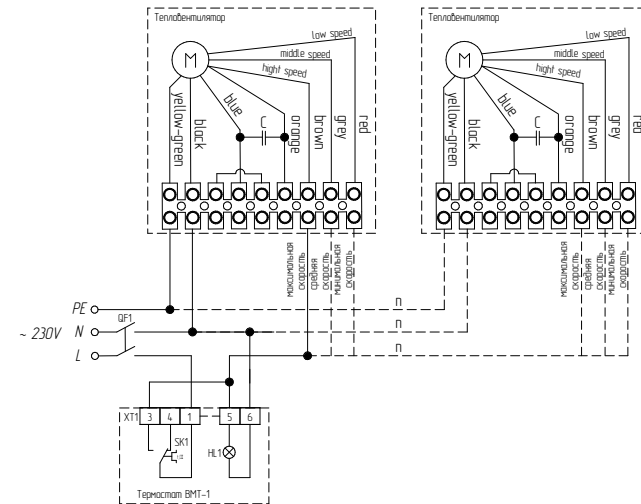 Тепловентилятор
M
low speed
middle speed
hight speed
yellow-green
black
blue
C
orange
brown
grey
red
максимальная
скорость
средняя
скорость
минимальная
скорость
Тепловентилятор
M
low speed
middle speed
hight speed
yellow-green
black
blue
C
orange
brown
grey
red
максимальная
скорость
средняя
скорость
минимальная
скорость
PE
n
QF1
~ 230V N
n
L
n
XT1 3 4 1 5 6
SK1
HL1
Термостат ВМТ-1